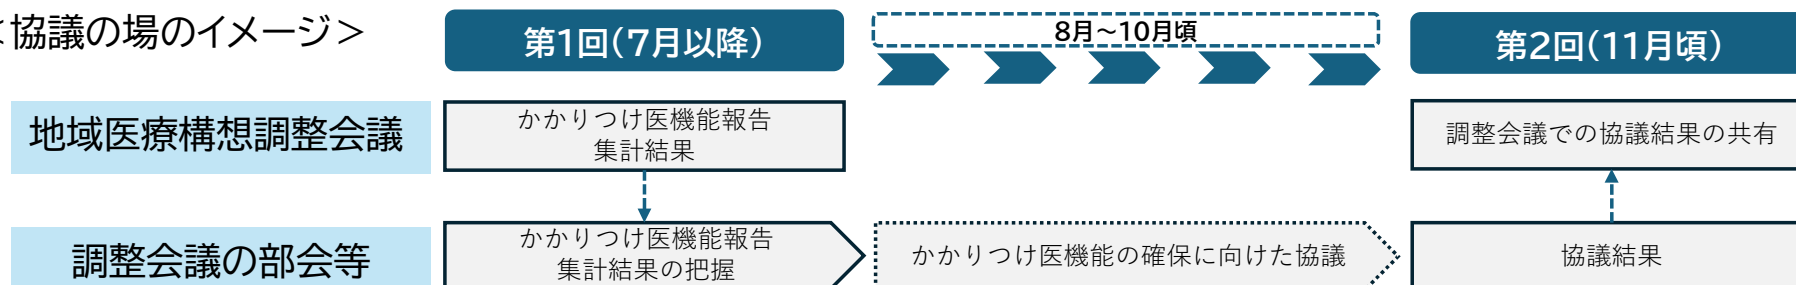 <協議の場のイメージ>
第1回(7月以降)
8月～10月頃
第2回(11月頃)
地域医療構想調整会議
かかりつけ医機能報告
集計結果
調整会議での協議結果の共有
調整会議の部会等
かかりつけ医機能報告
集計結果の把握
かかりつけ医機能の確保に向けた協議
協議結果